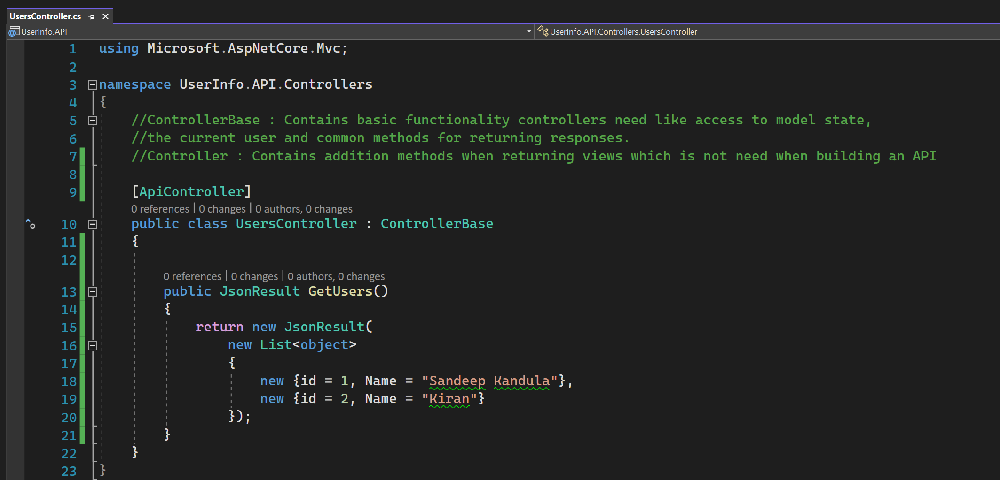 UsersController.cs
UserInfo.API
UserInfo.API.Controllers.UsersController
1 using Microsoft.AspNetCore.Mvc;
2
3 namespace UserInfo.API.Controllers
4 {
5 //ControllerBase : Contains basic functionality controllers need like access to model state,
6 //the current user and common methods for returning responses.
7 //Controller : Contains addition methods when returning views which is not need when building an API
8
9 [ApiController]
0 references | 0 changes | 0 authors, 0 changes
10 public class UsersController : ControllerBase
11 {
12
0 references | 0 changes | 0 authors, 0 changes
13 public JsonResult GetUsers()
14 {
15 return new JsonResult(
16 new List<object>
17 {
18 new {id = 1, Name = "Sandeep Kandula"},
19 new {id = 2, Name = "Kiran"}
20 });
21 }
22 }
23 }